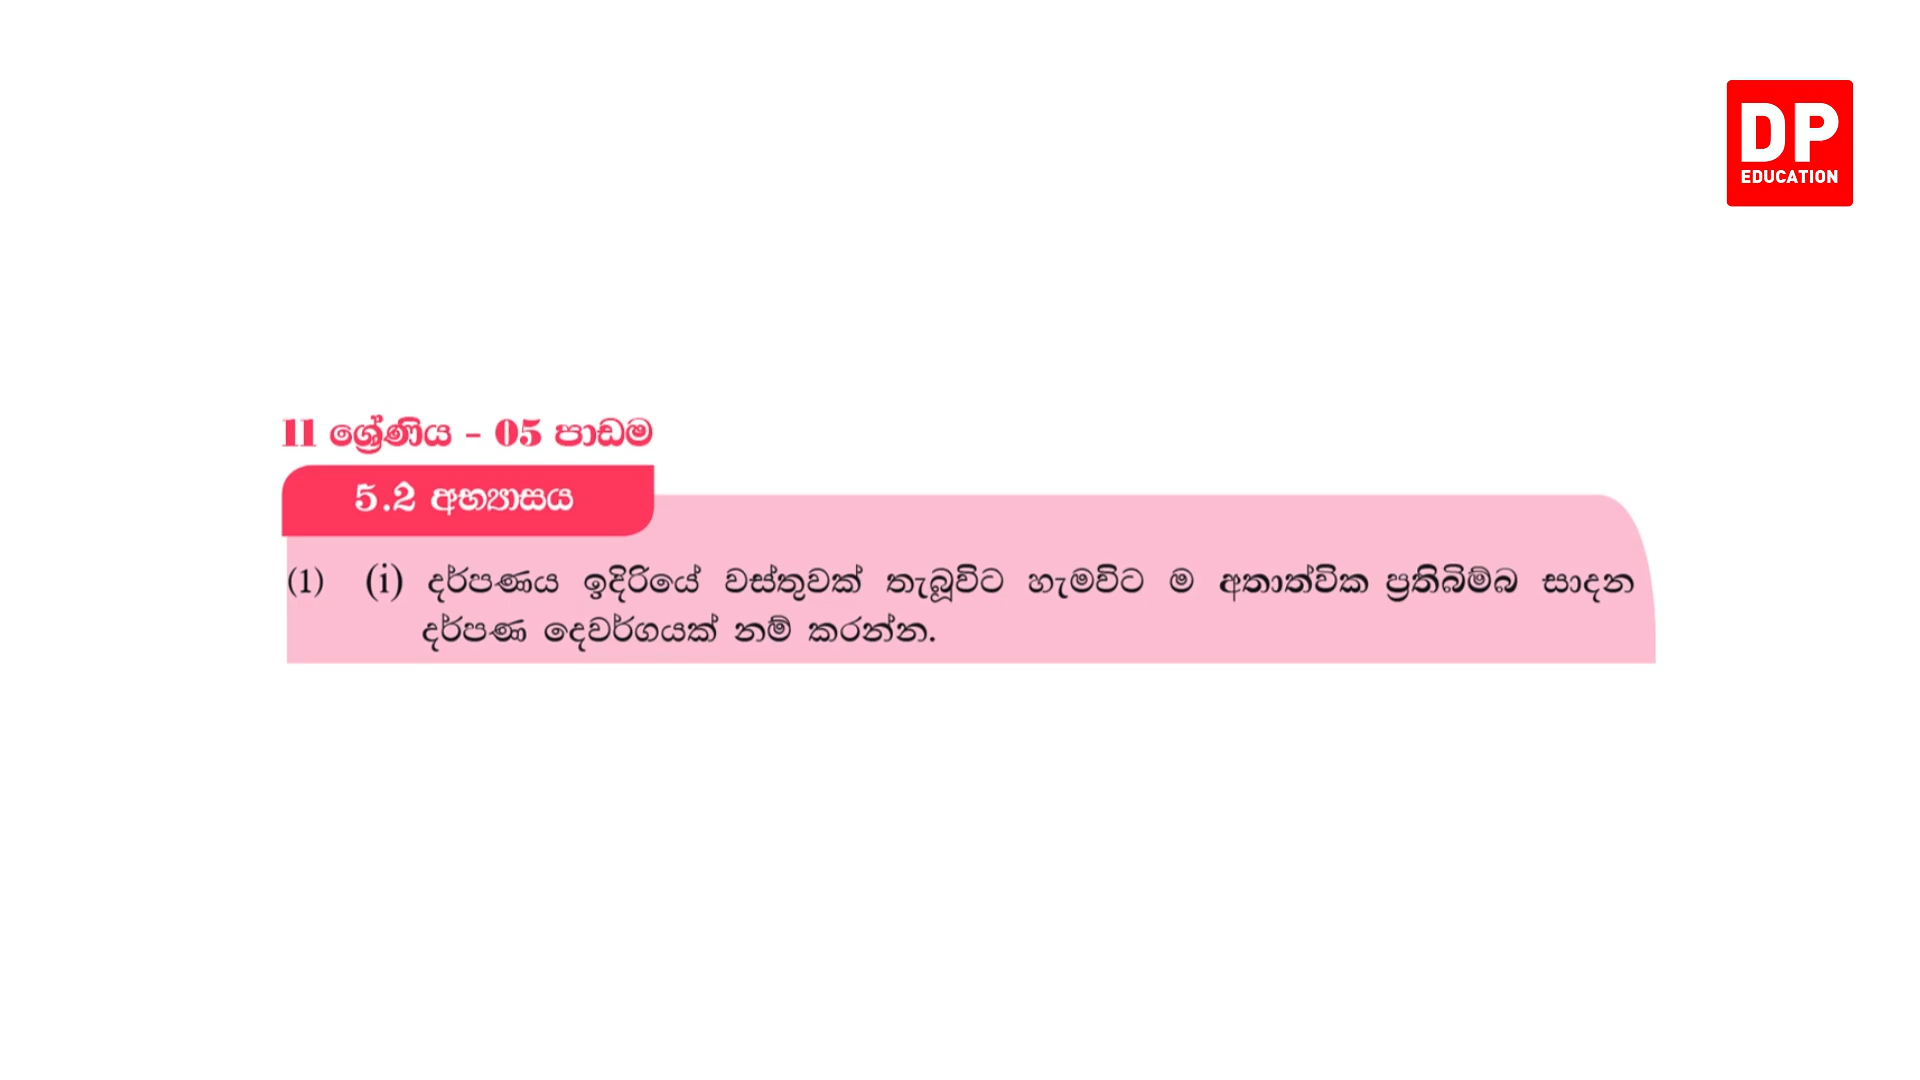 DP
EDUCATION
11 ශ්‍රේණිය - 05 පාඩම
5.2 අභ්‍යාසය
(1) (i) දර්පණය ඉදිරියේ වස්තුවක් තැබූවිට හැමවිට ම අතාත්වික ප්‍රතිබිම්බ සාදන
දර්පණ දෙවර්ගයක් නම් කරන්න.